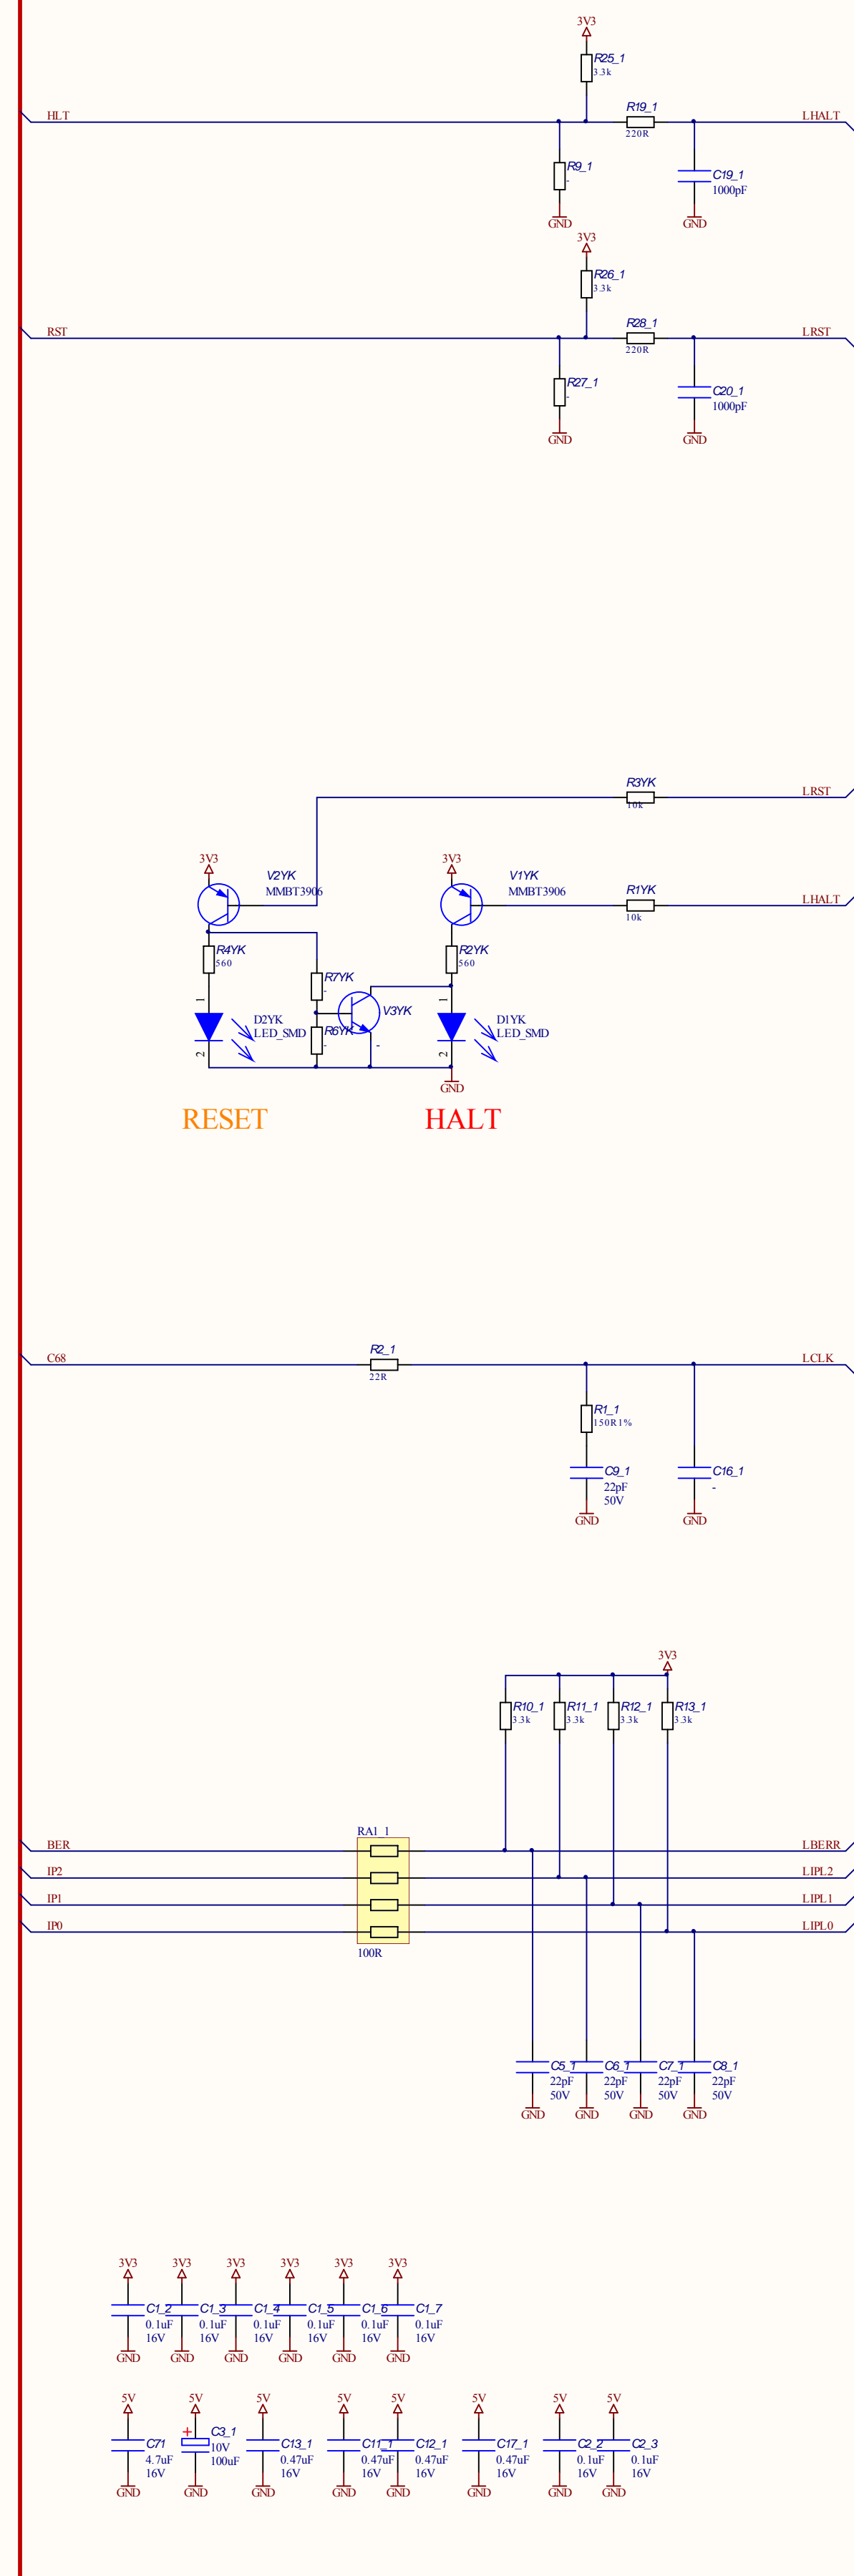 3V3
R25_1
3.3k
HLT
R19_1
LHALT
220R
R9_1
-
C19_1
1000pF
GND
GND
3V3
R26_1
3.3k
RST
R28_1
LRST
220R
R27_1
-
C20_1
1000pF
GND
GND
R3YK
LRST
10k
3V3
3V3
V2YK
V1YK
MMBT3906
MMBT3906
R1YK
LHALT
10k
R4YK
560
R2YK
560
R7YK
-
1
1
V3YK
D2YK
LED_SMD
D1YK
LED_SMD
R6YK
-
-
2
2
GND
RESET
HALT
C68
R2_1
LCLK
22R
R1_1
150R1%
C9_1
C16_1
22pF
-
50V
GND
GND
3V3
R10_1
R11_1
R12_1
R13_1
3.3k
3.3k
3.3k
3.3k
RA1_1
BER
LBERR
IP2
LIPL2
IP1
LIPL1
IP0
LIPL0
100R
C5_1
C6_1
C7_1
C8_1
22pF
22pF
22pF
22pF
50V
50V
50V
50V
GND
GND
GND
GND
3V3
3V3
3V3
3V3
3V3
3V3
C1_2
C1_3
C1_4
C1_5
C1_6
C1_7
0.1uF
0.1uF
0.1uF
0.1uF
0.1uF
0.1uF
16V
16V
16V
16V
16V
16V
GND
GND
GND
GND
GND
GND
5V
5V
5V
5V
5V
5V
5V
5V
+
C3_1
C71
10V
C13_1
C11_1
C12_1
C17_1
C2_2
C2_3
4.7uF
100uF
0.47uF
0.47uF
0.47uF
0.47uF
0.1uF
0.1uF
16V
16V
16V
16V
16V
16V
16V
GND
GND
GND
GND
GND
GND
GND
GND